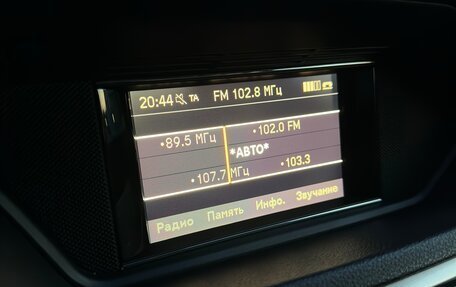 20:44 TA FM 102.8 МГц
•89.5 МГц •102.0 FM
*АВТО*
•107.7 МГц •103.3
Радио Память Инфо. Звучание